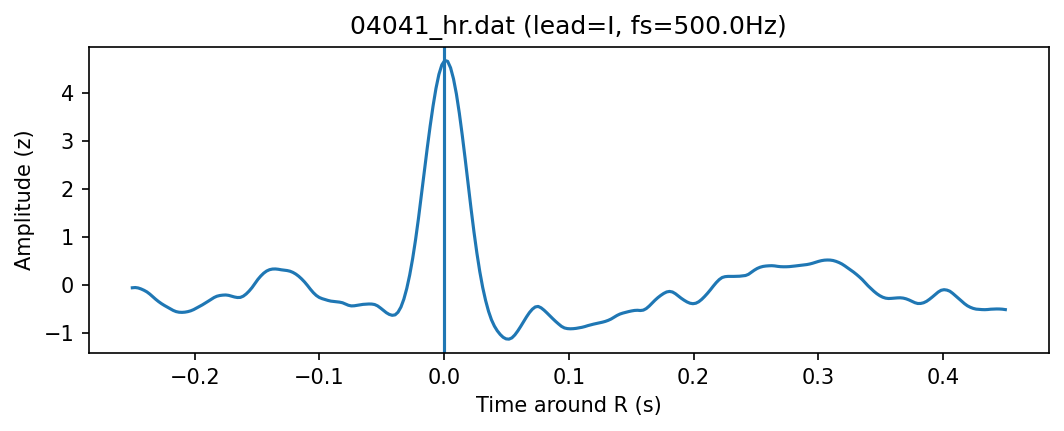 04041_hr.dat (lead=I, fs=500.0Hz)
Amplitude (z)
4
3
2
1
0
−1
−0.2 −0.1 0.0 0.1 0.2 0.3 0.4
Time around R (s)